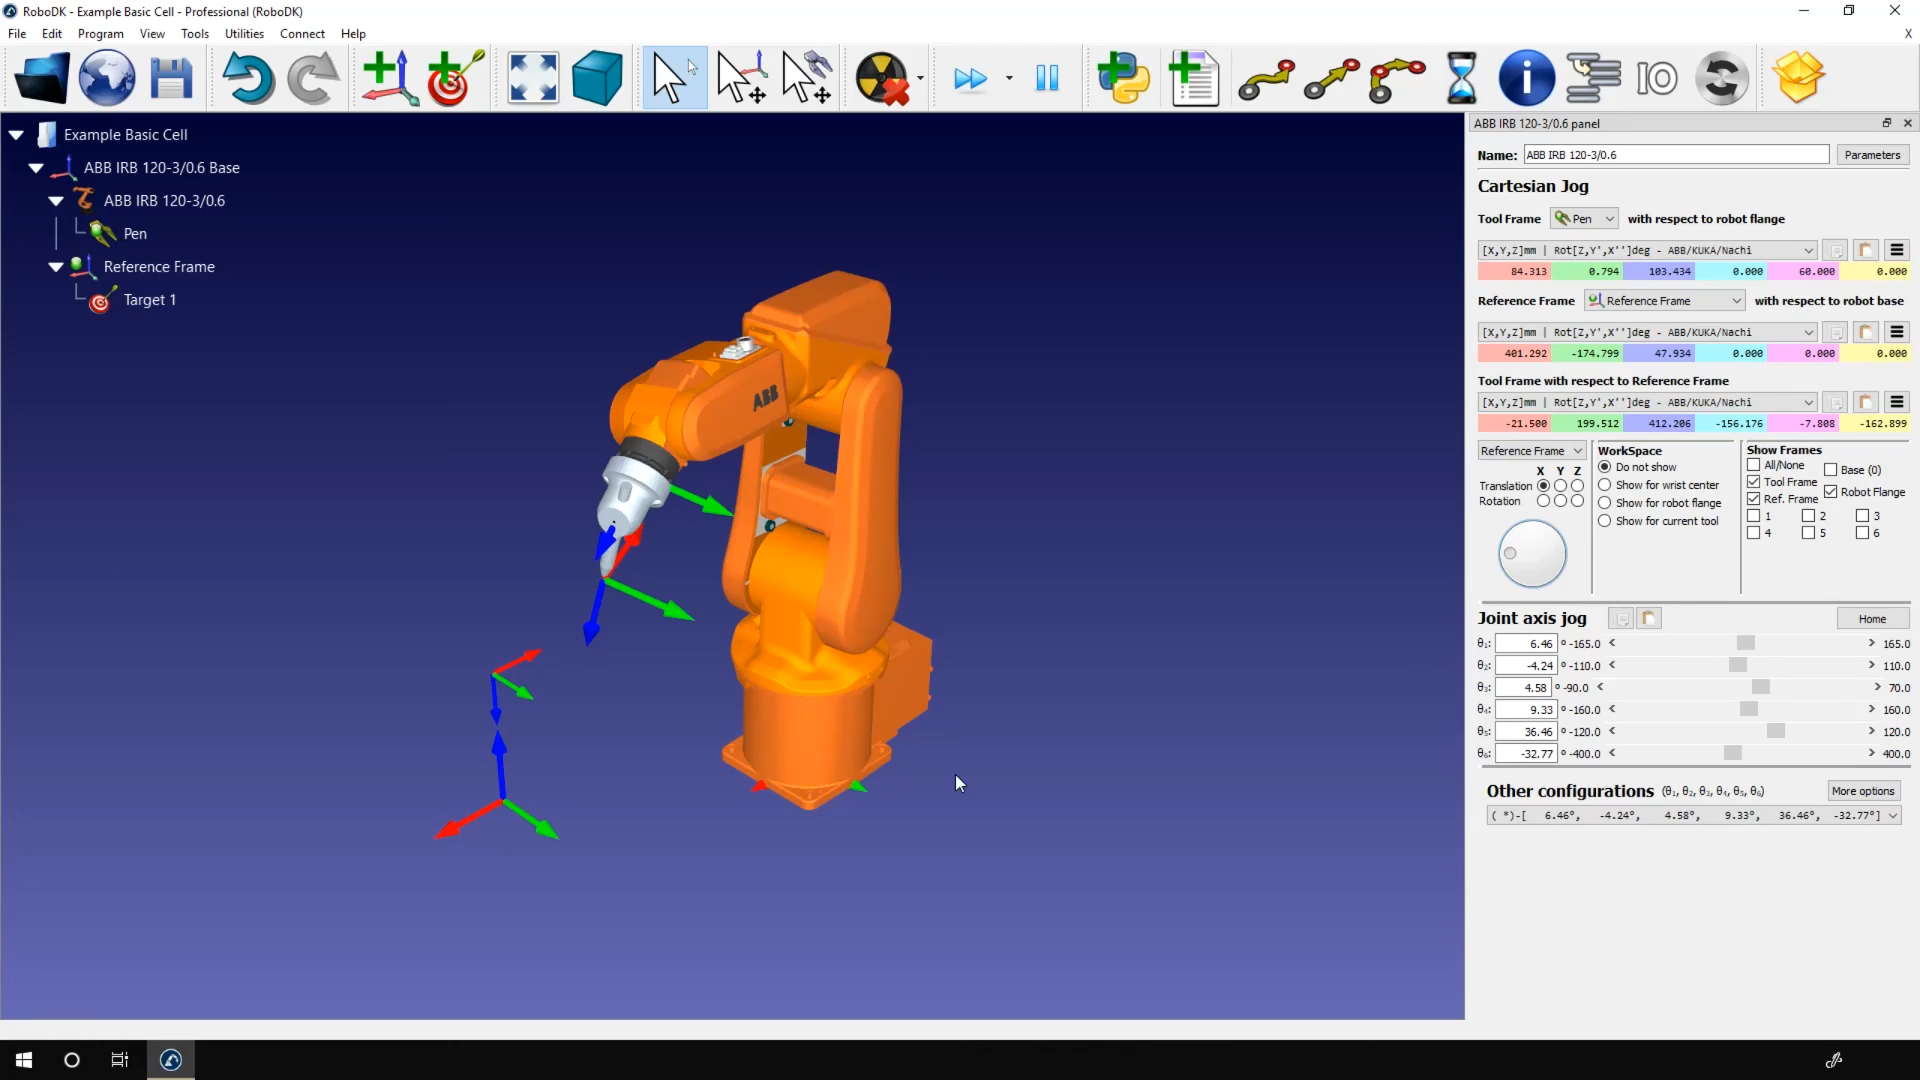 RoboDK - Example Basic Cell - Professional (RoboDK)
File Edit Program View Tools Utilities Connect Help X
IO
Example Basic Cell
ABB IRB 120-3/0.6 Base
ABB IRB 120-3/0.6
Pen
Reference Frame
Target 1
ABB
ABB IRB 120-3/0.6 panel
Name: ABB IRB 120-3/0.6 Parameters
Cartesian Jog
Tool Frame Pen with respect to robot flange
[X,Y,Z]mm | Rot[Z,Y',X'']deg - ABB/KUKA/Nachi
84.313 0.794 103.434 0.000 60.000 0.000
Reference Frame Reference Frame with respect to robot base
[X,Y,Z]mm | Rot[Z,Y',X'']deg - ABB/KUKA/Nachi
401.292 -174.799 47.934 0.000 0.000 0.000
Tool Frame with respect to Reference Frame
[X,Y,Z]mm | Rot[Z,Y',X'']deg - ABB/KUKA/Nachi
-21.500 199.512 412.206 -156.176 -7.808 -162.899
Reference Frame
X Y Z
Translation
Rotation
WorkSpace
Do not show
Show for wrist center
Show for robot flange
Show for current tool
Show Frames
All/None Base (0)
Tool Frame
Ref. Frame Robot Flange
1 2 3
4 5 6
Joint axis jog Home
θ₁: 6.46 ° -165.0 < > 165.0
θ₂: -4.24 ° -110.0 < > 110.0
θ₃: 4.58 ° -90.0 < > 70.0
θ₄: 9.33 ° -160.0 < > 160.0
θ₅: 36.46 ° -120.0 < > 120.0
θ₆: -32.77 ° -400.0 < > 400.0
Other configurations (θ₁, θ₂, θ₃, θ₄, θ₅, θ₆) More options
( *)-[ 6.46°, -4.24°, 4.58°, 9.33°, 36.46°, -32.77°]